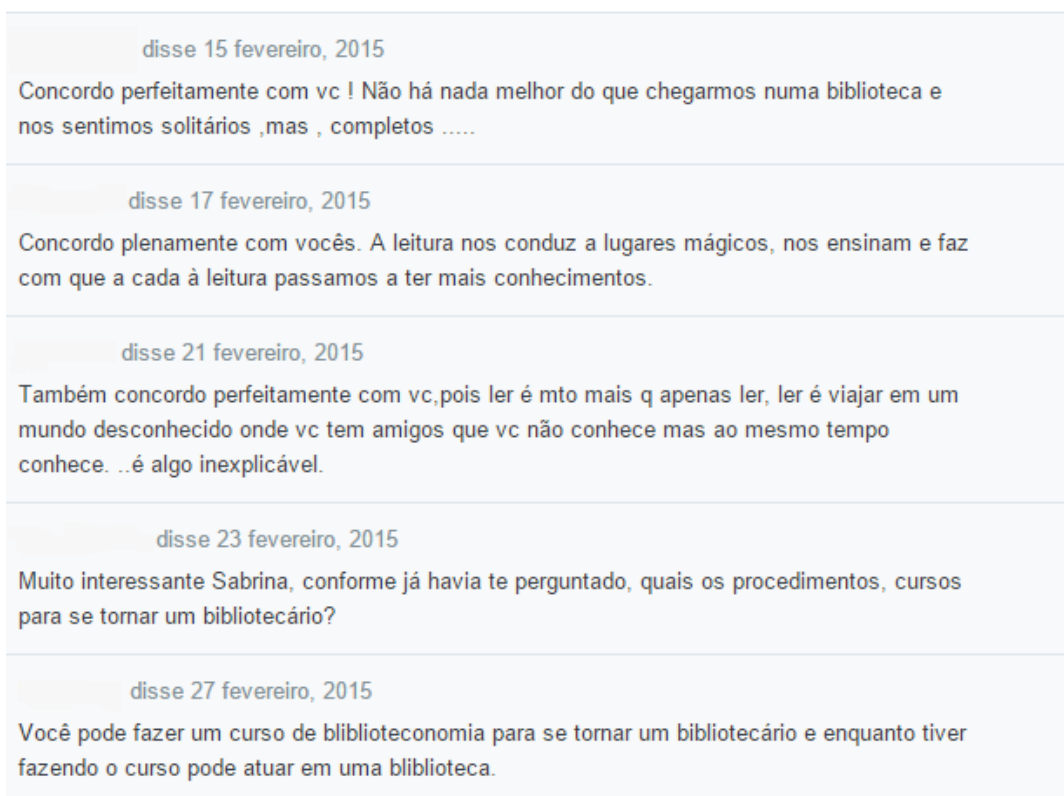 disse 15 fevereiro, 2015
Concordo perfeitamente com vc ! Não há nada melhor do que chegarmos numa biblioteca e
nos sentimos solitários ,mas , completos .....
disse 17 fevereiro, 2015
Concordo plenamente com vocês. A leitura nos conduz a lugares mágicos, nos ensinam e faz
com que a cada à leitura passamos a ter mais conhecimentos.
disse 21 fevereiro, 2015
Também concordo perfeitamente com vc,pois ler é mto mais q apenas ler, ler é viajar em um
mundo desconhecido onde vc tem amigos que vc não conhece mas ao mesmo tempo
conhece. ..é algo inexplicável.
disse 23 fevereiro, 2015
Muito interessante Sabrina, conforme já havia te perguntado, quais os procedimentos, cursos
para se tornar um bibliotecário?
disse 27 fevereiro, 2015
Você pode fazer um curso de bliblioteconomia para se tornar um bibliotecário e enquanto tiver
fazendo o curso pode atuar em uma bliblioteca.